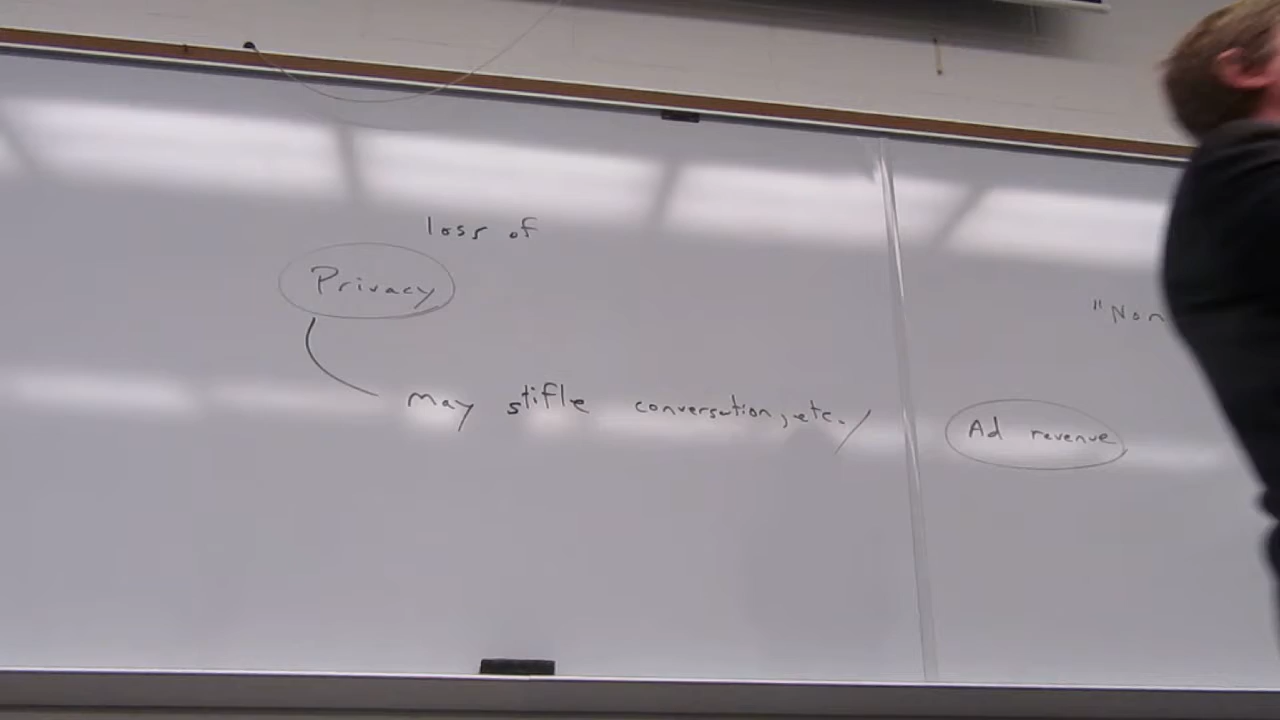 loss of
Privacy
may stifle conversation, etc. /
"Non
Ad revenue